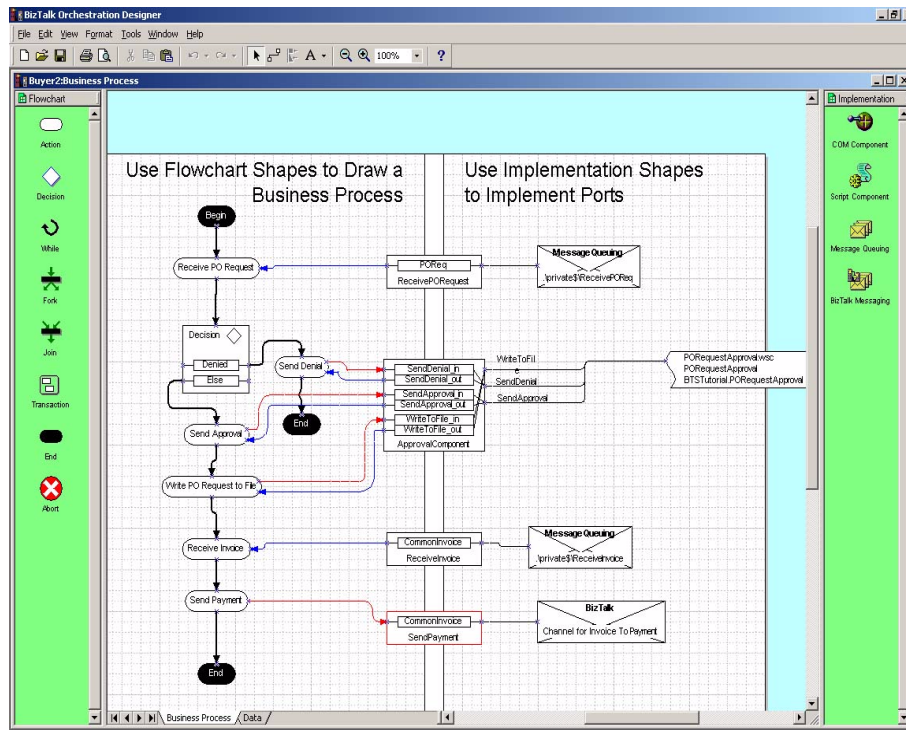 BizTalk Orchestration Designer
File Edit View Format Tools Window Help
100%
Buyer2:Business Process
Flowchart
Action
Decision
While
Fork
Join
Transaction
End
Abort
Use Flowchart Shapes to Draw a
Business Process
Use Implementation Shapes
to Implement Ports
Begin
Receive PO Request
POReq
ReceivePORequest
Message Queuing
.\private$\ReceivePOReq
Decision
Denied
Else
Send Denial
End
Send Approval
Write PO Request to File
SendDenial_in
SendDenial_out
SendApproval_in
SendApproval_out
WriteToFile_in
WriteToFile_out
ApprovalComponent
WriteToFil
e
SendDenial
SendApproval
PORequestApproval.wsc
PORequestApproval
BTSTutorial.PORequestApproval
Receive Invoice
CommonInvoice
ReceiveInvoice
Message Queuing
.\private$\ReceiveInvoice
Send Payment
CommonInvoice
SendPayment
BizTalk
Channel for Invoice To Payment
End
Implementation
COM Component
Script Component
Message Queuing
BizTalk Messaging
Business Process
Data